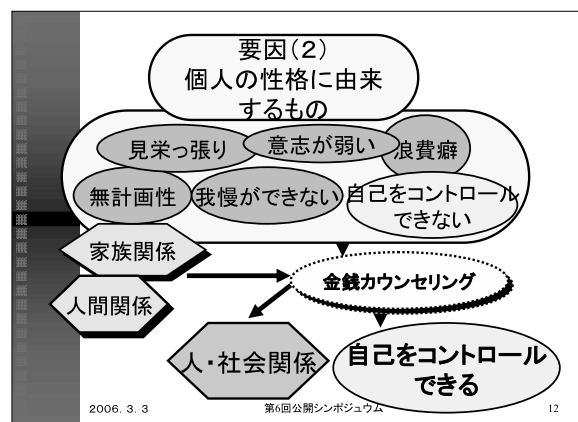 要因(2)
個人の性格に由来
するもの
見栄っ張り
意志が弱い
浪費癖
無計画性
我慢ができない
自己をコントロール
できない
家族関係
人間関係
金銭カウンセリング
人・社会関係
自己をコントロール
できる
2006. 3. 3
第6回公開シンポジュウム
12